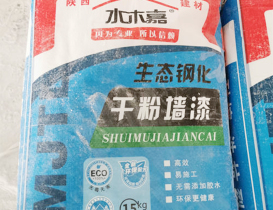 陕西 建材
水木嘉
因为专业 所以信赖
生态钢化
干粉墙漆
SHUIMUJIAJIANCAI
ECO
高效
易施工
无需添加胶水
环保更健康
15kg
MJT